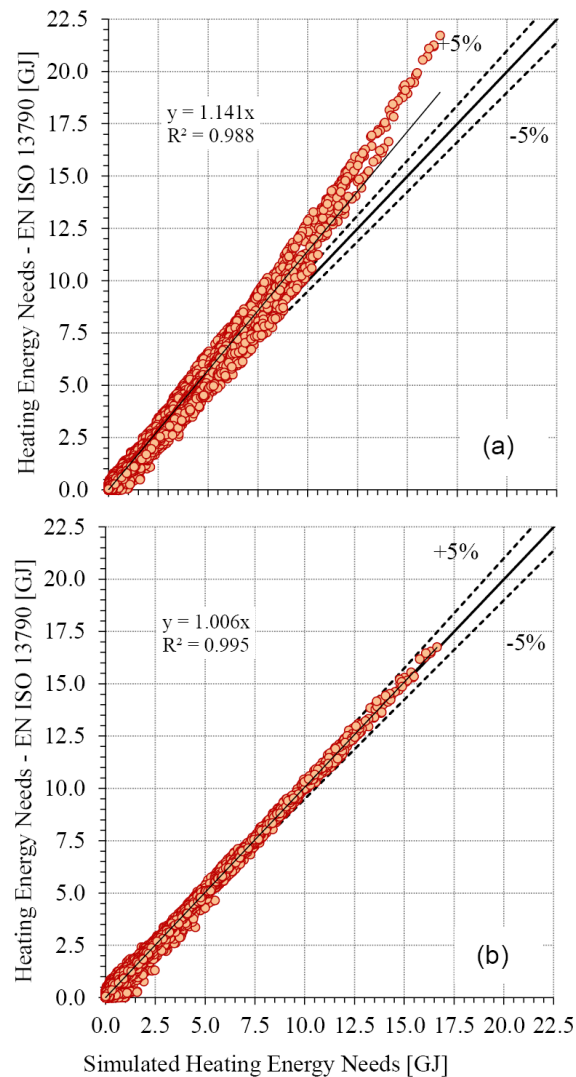 22.5
20.0
17.5
15.0
12.5
10.0
7.5
5.0
2.5
0.0
Heating Energy Needs - EN ISO 13790 [GJ]
y = 1.141x
R² = 0.988
+5%
-5%
(a)
22.5
20.0
17.5
15.0
12.5
10.0
7.5
5.0
2.5
0.0
Heating Energy Needs - EN ISO 13790 [GJ]
y = 1.006x
R² = 0.995
+5%
-5%
(b)
0.0 2.5 5.0 7.5 10.0 12.5 15.0 17.5 20.0 22.5
Simulated Heating Energy Needs [GJ]